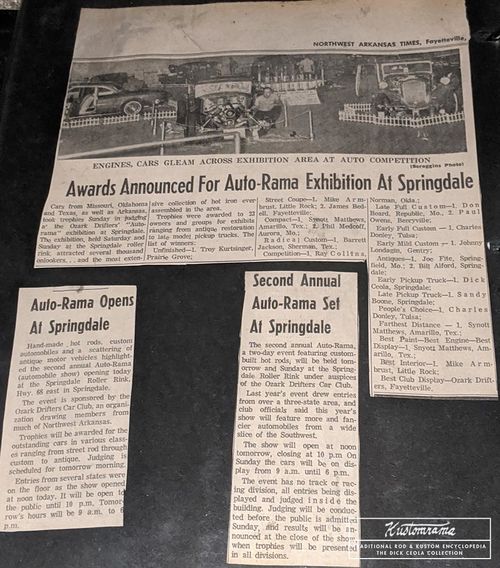 NORTHWEST ARKANSAS TIMES, Fayetteville,
ENGINES, CARS GLEAM ACROSS EXHIBITION AREA AT AUTO COMPETITION
(Scroggins Photo)
Awards Announced For Auto-Rama Exhibition At Springdale
Cars from Missouri, Oklahoma
and Texas, as well as Arkansas,
took trophies Sunday in judging
at the Ozark Drifters' "Auto-
rama" exhibition at Springdale.
The exhibition, held Saturday and
Sunday at the Springdale roller
rink, attracted several thousand
onlookers, . . and the most exten-
sive collection of hot iron ever
assembled in the area.
Trophies were awarded to 23
owners and groups for exhibits
ranging from antique restoration
to late model pickup trucks. The
list of winners:
Unfinished—1. Troy Kurtsinger,
Prairie Grove;
Street Coupe—1. Mike Arm-
brust, Little Rock; 2. James Bed-
ell, Fayetteville.
Compact—1. Synott Matthews,
Amarillo, Tex.; 2. Phil Medcoff,
Aurora, Mo.;
Radical Custom—1. Barrett
Jackson, Sherman, Tex.;
Competition—1. Ray Collins,
Norman, Okla.;
Late Full Custom—1. Don
Board, Republic, Mo., 2. Paul
Owens, Berryville;
Early Full Custom — 1. Charles
Donley, Tulsa;
Early Mild Custom — 1. Johnny
Londagin, Gentry;
Antiques—1. Joe Fite, Spring-
field, Mo.; 2. Bill Alford, Spring-
dale;
Early Pickup Truck—1. Dick
Ceola, Springdale;
Late Pickup Truck—1. Sandy
Boone, Springdale;
People's Choice—1. Charles
Donley, Tulsa;
Farthest Distance — 1. Synott
Matthews, Amarillo, Tex.;
Best Paint—Best Engine—Best
Display—1. Synott Matthews, Am-
arillo, Tex.;
Best Interior—1. Mike Arm-
brust, Little Rock;
Best Club Display—Ozark Drift-
ers, Fayetteville.
Auto-Rama Opens
At Springdale
Hand-made hot rods, custom
automobiles and a scattering of
antique motor vehicles highlight-
ed the second annual Auto-Rama
(automobile show) opening today
at the Springdale Roller Rink,
Hwy. 68 east in Springdale.
The event is sponsored by the
Ozark Drifters Car Club, an organi-
zation drawing members from
much of Northwest Arkansas.
Trophies will be awarded for the
outstanding cars in various class-
es ranging from street rod through
custom to antique. Judging is
scheduled for tomorrow morning.
Entries from several states were
on the floor as the show opened
at noon today. It will be open to
the public until 10 p.m. Tomor-
row's hours will be 9 a.m. to 6
p.m.
Second Annual
Auto-Rama Set
At Springdale
The second annual Auto-Rama,
a two-day event featuring custom-
built hot rods, will be held tom-
orrow and Sunday at the Spring-
dale Roller Rink under auspices
of the Ozark Drifters Car Club.
Last year's event drew entries
from over a three-state area, and
club officials said this year's
show will feature more and fan-
cier automobiles from a wide
slice of the Southwest.
The show will open at noon
tomorrow, closing at 10 p.m. On
Sunday the cars will be on dis-
play from 9 a.m. until 6 p.m.
The event has no track or rac-
ing division, all entries being dis-
played and judged inside the
building. Judging will be conduc-
ted before the public is admitted
Sunday, and results will be an-
nounced at the close of the show
when trophies will be presented
in all divisions.
Kustomrama
TRADITIONAL ROD & KUSTOM ENCYCLOPEDIA
THE DICK CEOLA COLLECTION